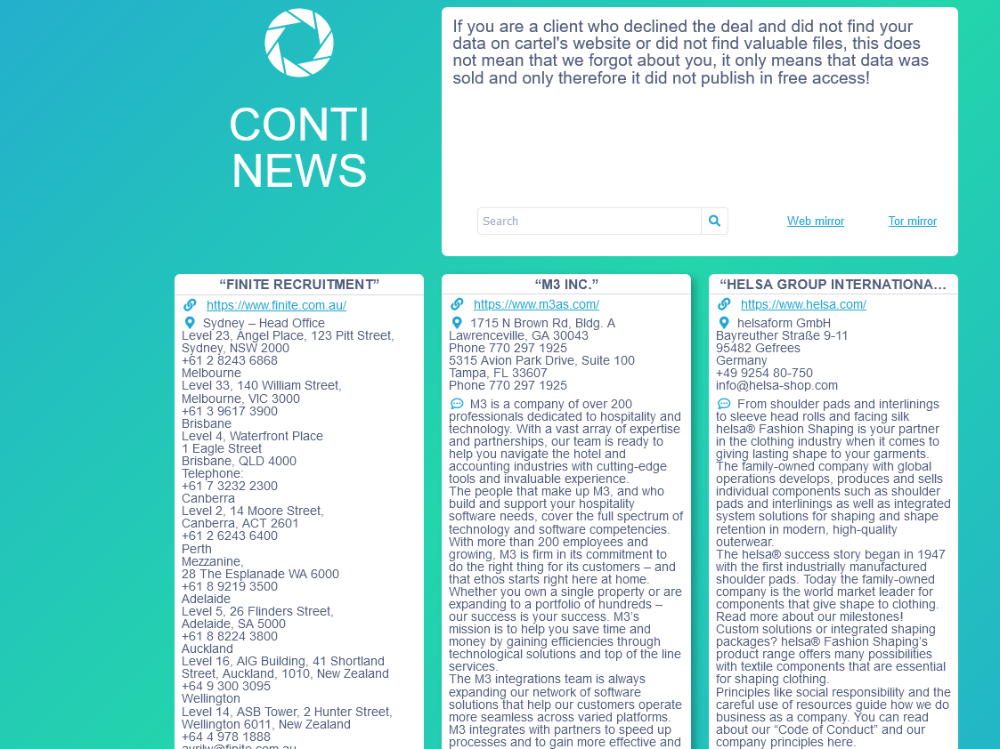 CONTI
NEWS
If you are a client who declined the deal and did not find your
data on cartel's website or did not find valuable files, this does
not mean that we forgot about you, it only means that data was
sold and only therefore it did not publish in free access!
Search
Web mirror
Tor mirror
“FINITE RECRUITMENT”
https://www.finite.com.au/
Sydney – Head Office
Level 23, Angel Place, 123 Pitt Street,
Sydney, NSW 2000
+61 2 8243 6868
Melbourne
Level 33, 140 William Street,
Melbourne, VIC 3000
+61 3 9617 3900
Brisbane
Level 4, Waterfront Place
1 Eagle Street
Brisbane, QLD 4000
Telephone:
+61 7 3232 2300
Canberra
Level 2, 14 Moore Street,
Canberra, ACT 2601
+61 2 6243 6400
Perth
Mezzanine,
28 The Esplanade WA 6000
+61 8 9219 3500
Adelaide
Level 5, 26 Flinders Street,
Adelaide, SA 5000
+61 8 8224 3800
Auckland
Level 16, AIG Building, 41 Shortland
Street, Auckland, 1010, New Zealand
+64 9 300 3095
Wellington
Level 14, ASB Tower, 2 Hunter Street,
Wellington 6011, New Zealand
+64 4 978 1888
“M3 INC.”
https://www.m3as.com/
1715 N Brown Rd, Bldg. A
Lawrenceville, GA 30043
Phone 770 297 1925
5315 Avion Park Drive, Suite 100
Tampa, FL 33607
Phone 770 297 1925
M3 is a company of over 200
professionals dedicated to hospitality and
technology. With a vast array of expertise
and partnerships, our team is ready to
help you navigate the hotel and
accounting industries with cutting-edge
tools and invaluable experience.
The people that make up M3, and who
build and support your hospitality
software needs, cover the full spectrum of
technology and software competencies.
With more than 200 employees and
growing, M3 is firm in its commitment to
do the right thing for its customers – and
that ethos starts right here at home.
Whether you own a single property or are
expanding to a portfolio of hundreds –
our success is your success. M3’s
mission is to help you save time and
money by gaining efficiencies through
technological solutions and top of the line
services.
The M3 integrations team is always
expanding our network of software
solutions that help our customers operate
more seamless across varied platforms.
M3 integrates with partners to speed up
processes and to gain more effective and
“HELSA GROUP INTERNATIONA…
https://www.helsa.com/
helsaform GmbH
Bayreuther Straße 9-11
95482 Gefrees
Germany
+49 9254 80-750
info@helsa-shop.com
From shoulder pads and interlinings
to sleeve head rolls and facing silk
helsa® Fashion Shaping is your partner
in the clothing industry when it comes to
giving lasting shape to your garments.
The family-owned company with global
operations develops, produces and sells
individual components such as shoulder
pads and interlinings as well as integrated
system solutions for shaping and shape
retention in modern, high-quality
outerwear.
The helsa® success story began in 1947
with the first industrially manufactured
shoulder pads. Today the family-owned
company is the world market leader for
components that give shape to clothing.
Read more about our milestones!
Custom solutions or integrated shaping
packages? helsa® Fashion Shaping’s
product range offers many possibilities
with textile components that are essential
for shaping clothing.
Principles like social responsibility and the
careful use of resources guide how we do
business as a company. You can read
about our “Code of Conduct” and our
company principles here.